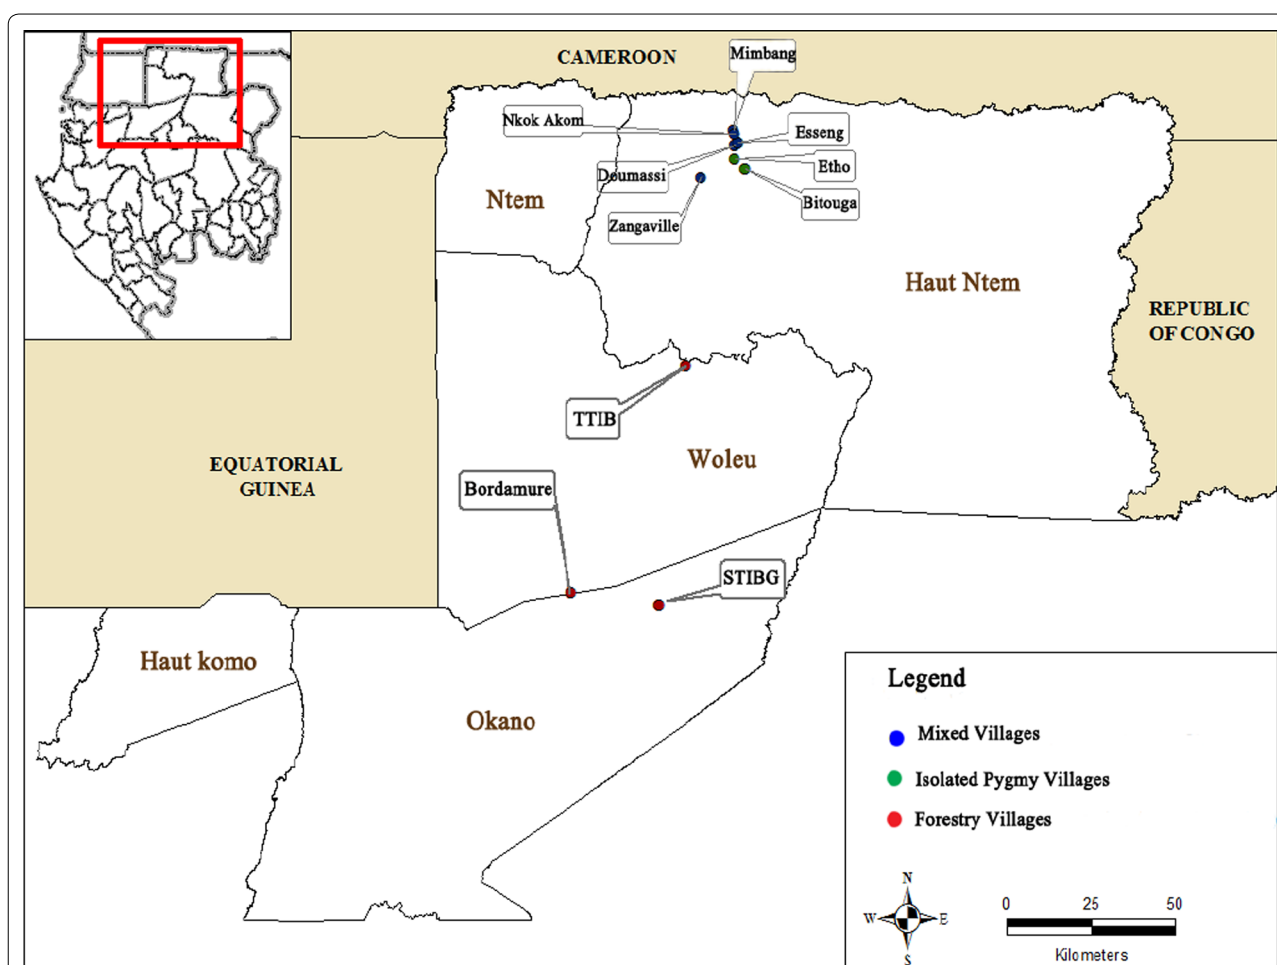 CAMEROON
Mimbang
Nkok Akom
Esseng
Doumassi
Etho
Bitouga
Ntem
Zangaville
Haut Ntem
REPUBLIC
OF CONGO
TTIB
Woleu
EQUATORIAL
GUINEA
Bordamure
STIBG
Haut komo
Okano
Legend
Mixed Villages
Isolated Pygmy Villages
Forestry Villages
N
W
E
S
0 25 50
Kilometers